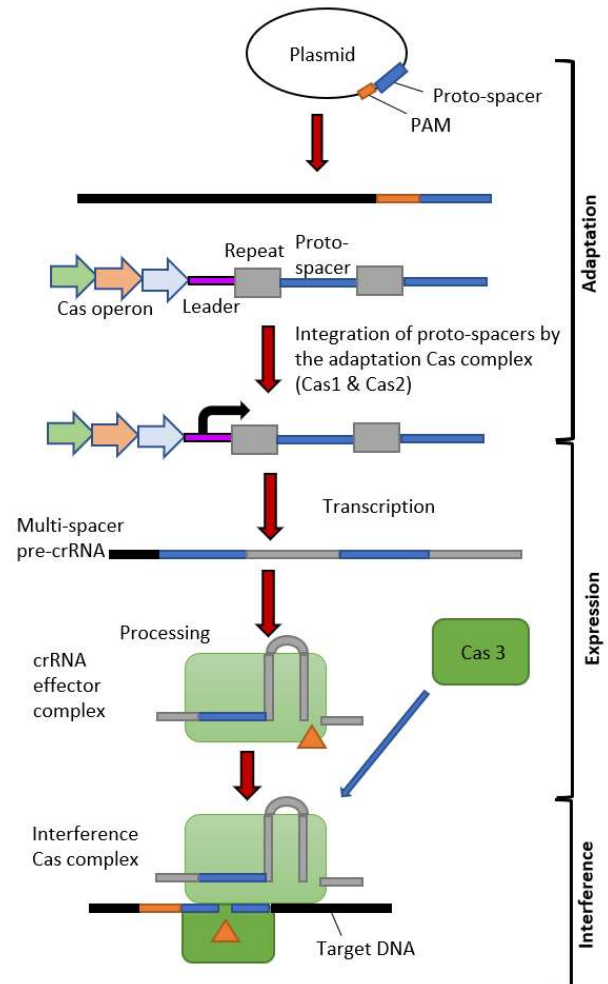 Plasmid
Proto-spacer
PAM
Adaptation
Repeat
Proto-
spacer
Cas operon
Leader
Integration of proto-spacers by
the adaptation Cas complex
(Cas1 & Cas2)
Transcription
Multi-spacer
pre-crRNA
Expression
Processing
Cas 3
crRNA
effector
complex
Interference
Cas complex
Interference
Target DNA